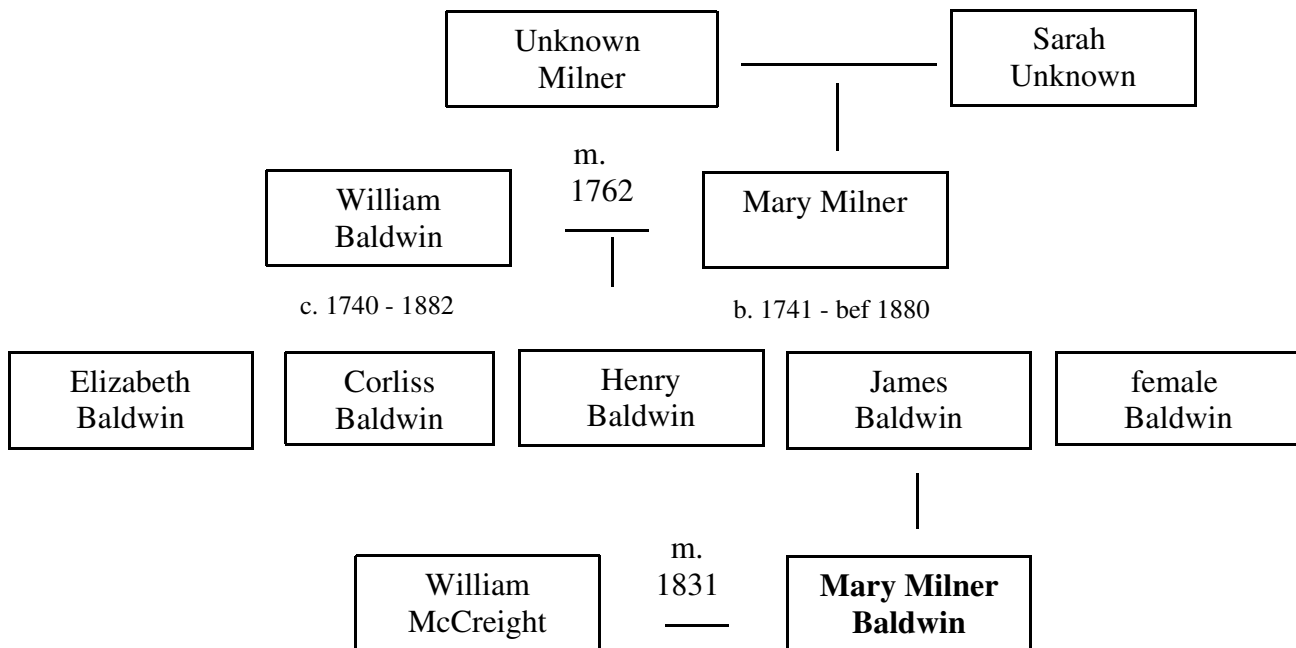 Unknown
Milner
Sarah
Unknown
m.
1762
William
Baldwin
Mary Milner
c. 1740 - 1882
b. 1741 - bef 1880
Elizabeth
Baldwin
Corliss
Baldwin
Henry
Baldwin
James
Baldwin
female
Baldwin
m.
1831
William
McCreight
Mary Milner
Baldwin